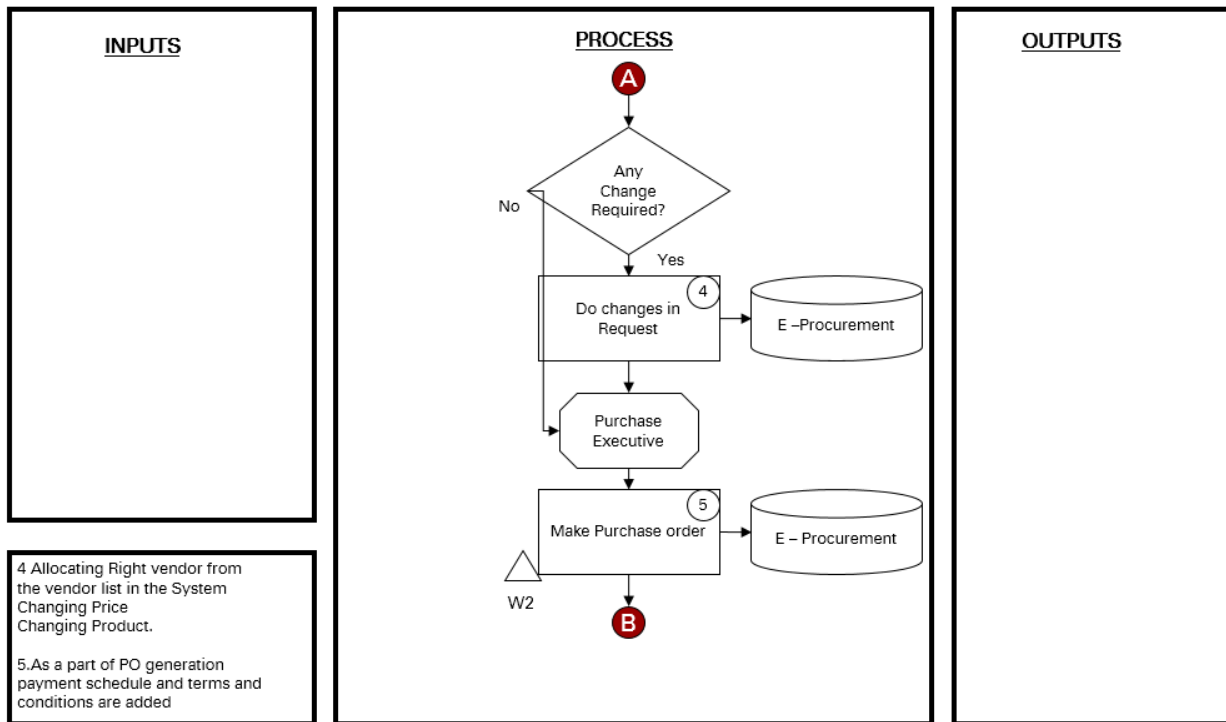 INPUTS
PROCESS
OUTPUTS
A
Any
Change
Required?
No
Yes
4
Do changes in
Request
E –Procurement
Purchase
Executive
5
Make Purchase order
E – Procurement
W2
B
4 Allocating Right vendor from
the vendor list in the System
Changing Price
Changing Product.
5.As a part of PO generation
payment schedule and terms and
conditions are added